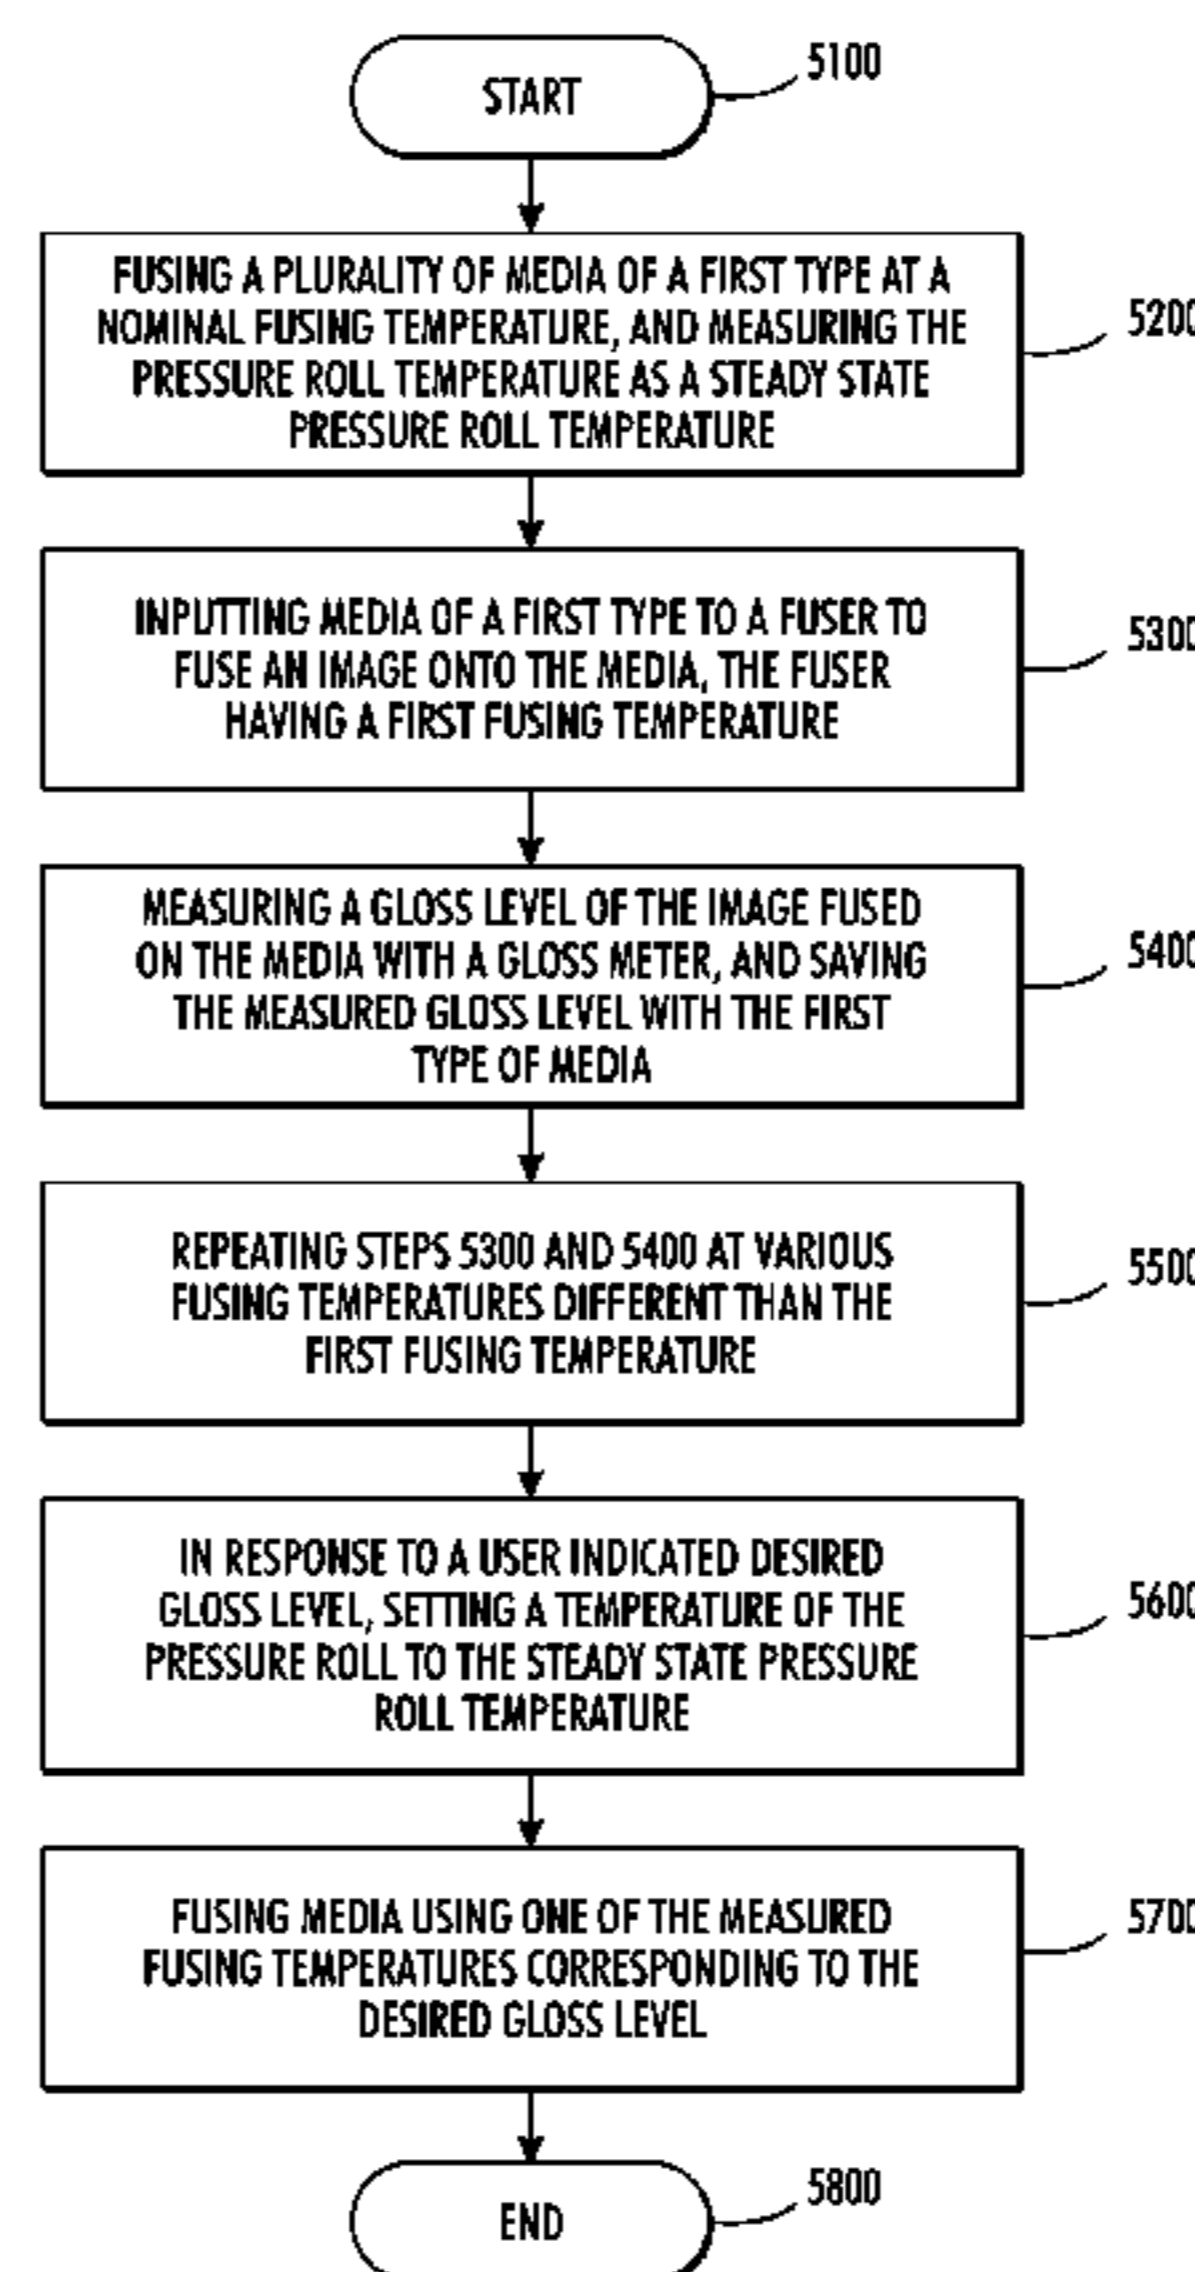 START
5100
FUSING A PLURALITY OF MEDIA OF A FIRST TYPE AT A
NOMINAL FUSING TEMPERATURE, AND MEASURING THE
PRESSURE ROLL TEMPERATURE AS A STEADY STATE
PRESSURE ROLL TEMPERATURE
5200
INPUTTING MEDIA OF A FIRST TYPE TO A FUSER TO
FUSE AN IMAGE ONTO THE MEDIA, THE FUSER
HAVING A FIRST FUSING TEMPERATURE
5300
MEASURING A GLOSS LEVEL OF THE IMAGE FUSED
ON THE MEDIA WITH A GLOSS METER, AND SAVING
THE MEASURED GLOSS LEVEL WITH THE FIRST
TYPE OF MEDIA
5400
REPEATING STEPS 5300 AND 5400 AT VARIOUS
FUSING TEMPERATURES DIFFERENT THAN THE
FIRST FUSING TEMPERATURE
5500
IN RESPONSE TO A USER INDICATED DESIRED
GLOSS LEVEL, SETTING A TEMPERATURE OF THE
PRESSURE ROLL TO THE STEADY STATE PRESSURE
ROLL TEMPERATURE
5600
FUSING MEDIA USING ONE OF THE MEASURED
FUSING TEMPERATURES CORRESPONDING TO THE
DESIRED GLOSS LEVEL
5700
END
5800